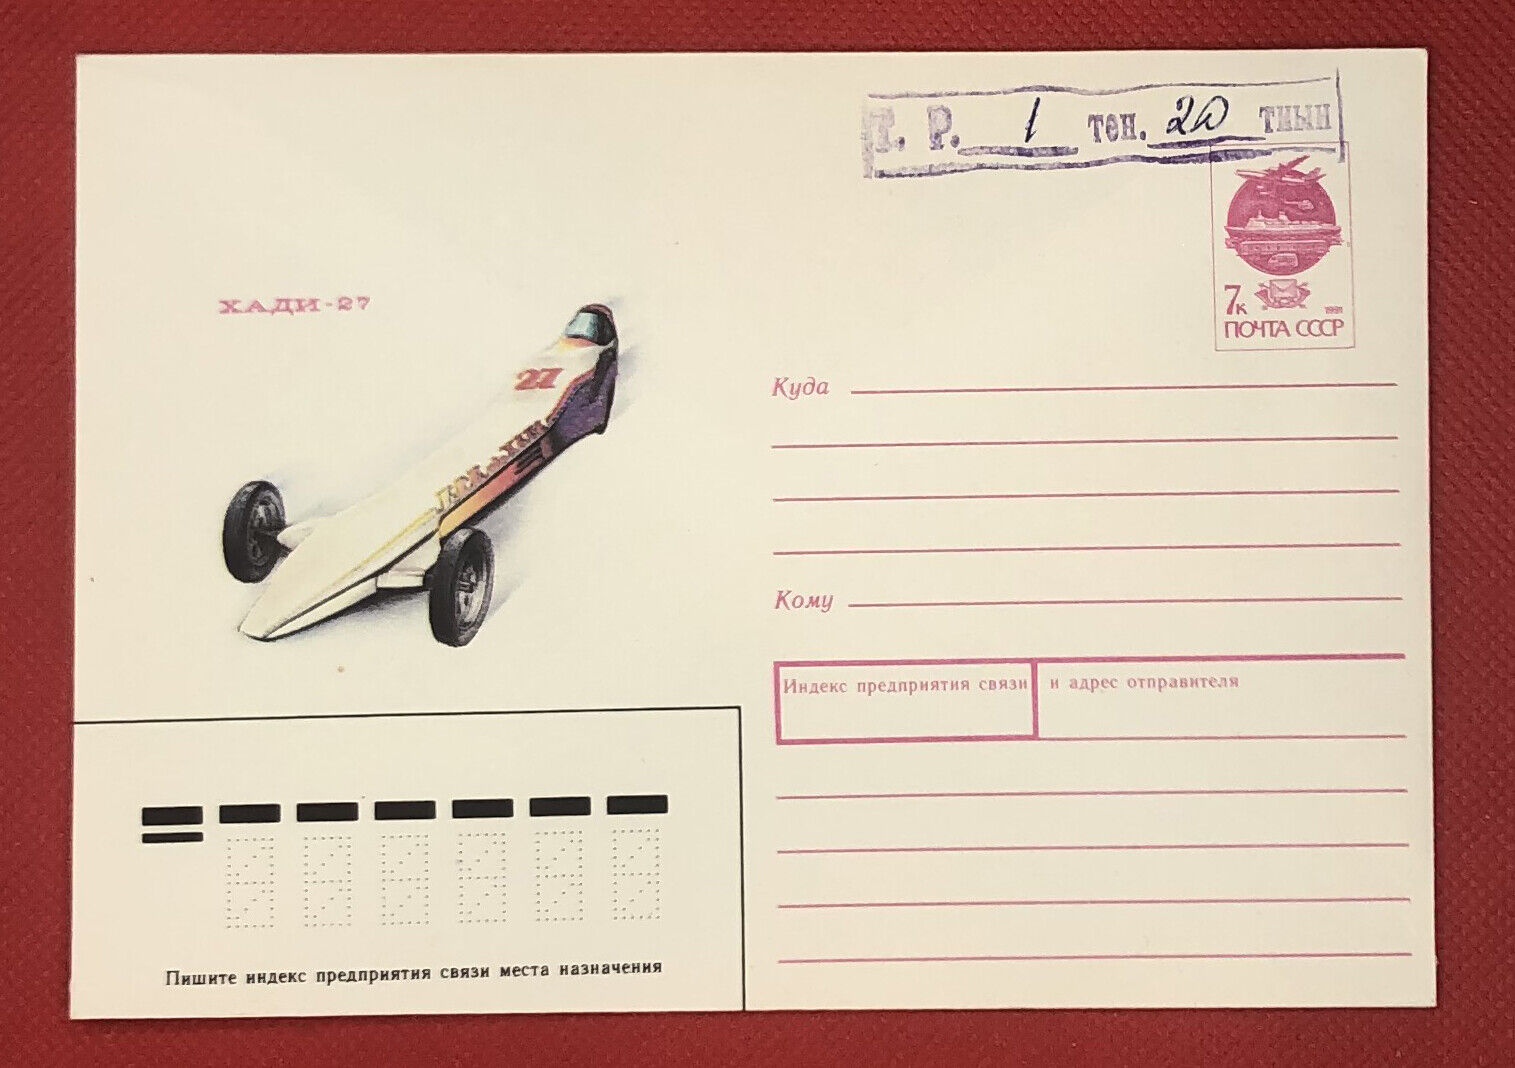 Т. Р. 1 тен. 20 тиын
7к 1991
ПОЧТА СССР
ХАДИ-27
27
Куда
Кому
Индекс предприятия связи и адрес отправителя
Пишите индекс предприятия связи места назначения